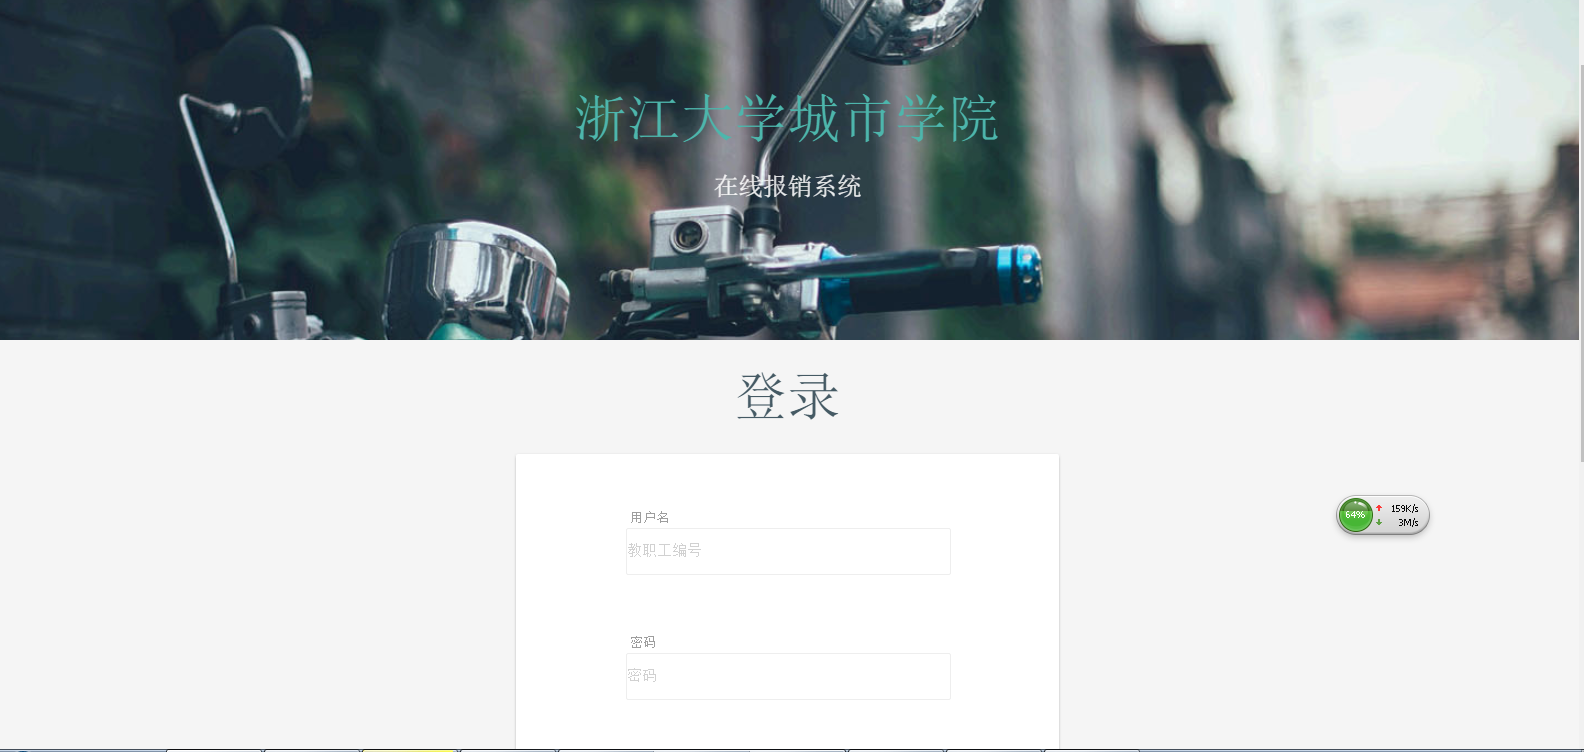 浙江大学城市学院
在线报销系统
登录
用户名
教职工编号
64%
159K/s
3M/s
密码
密码